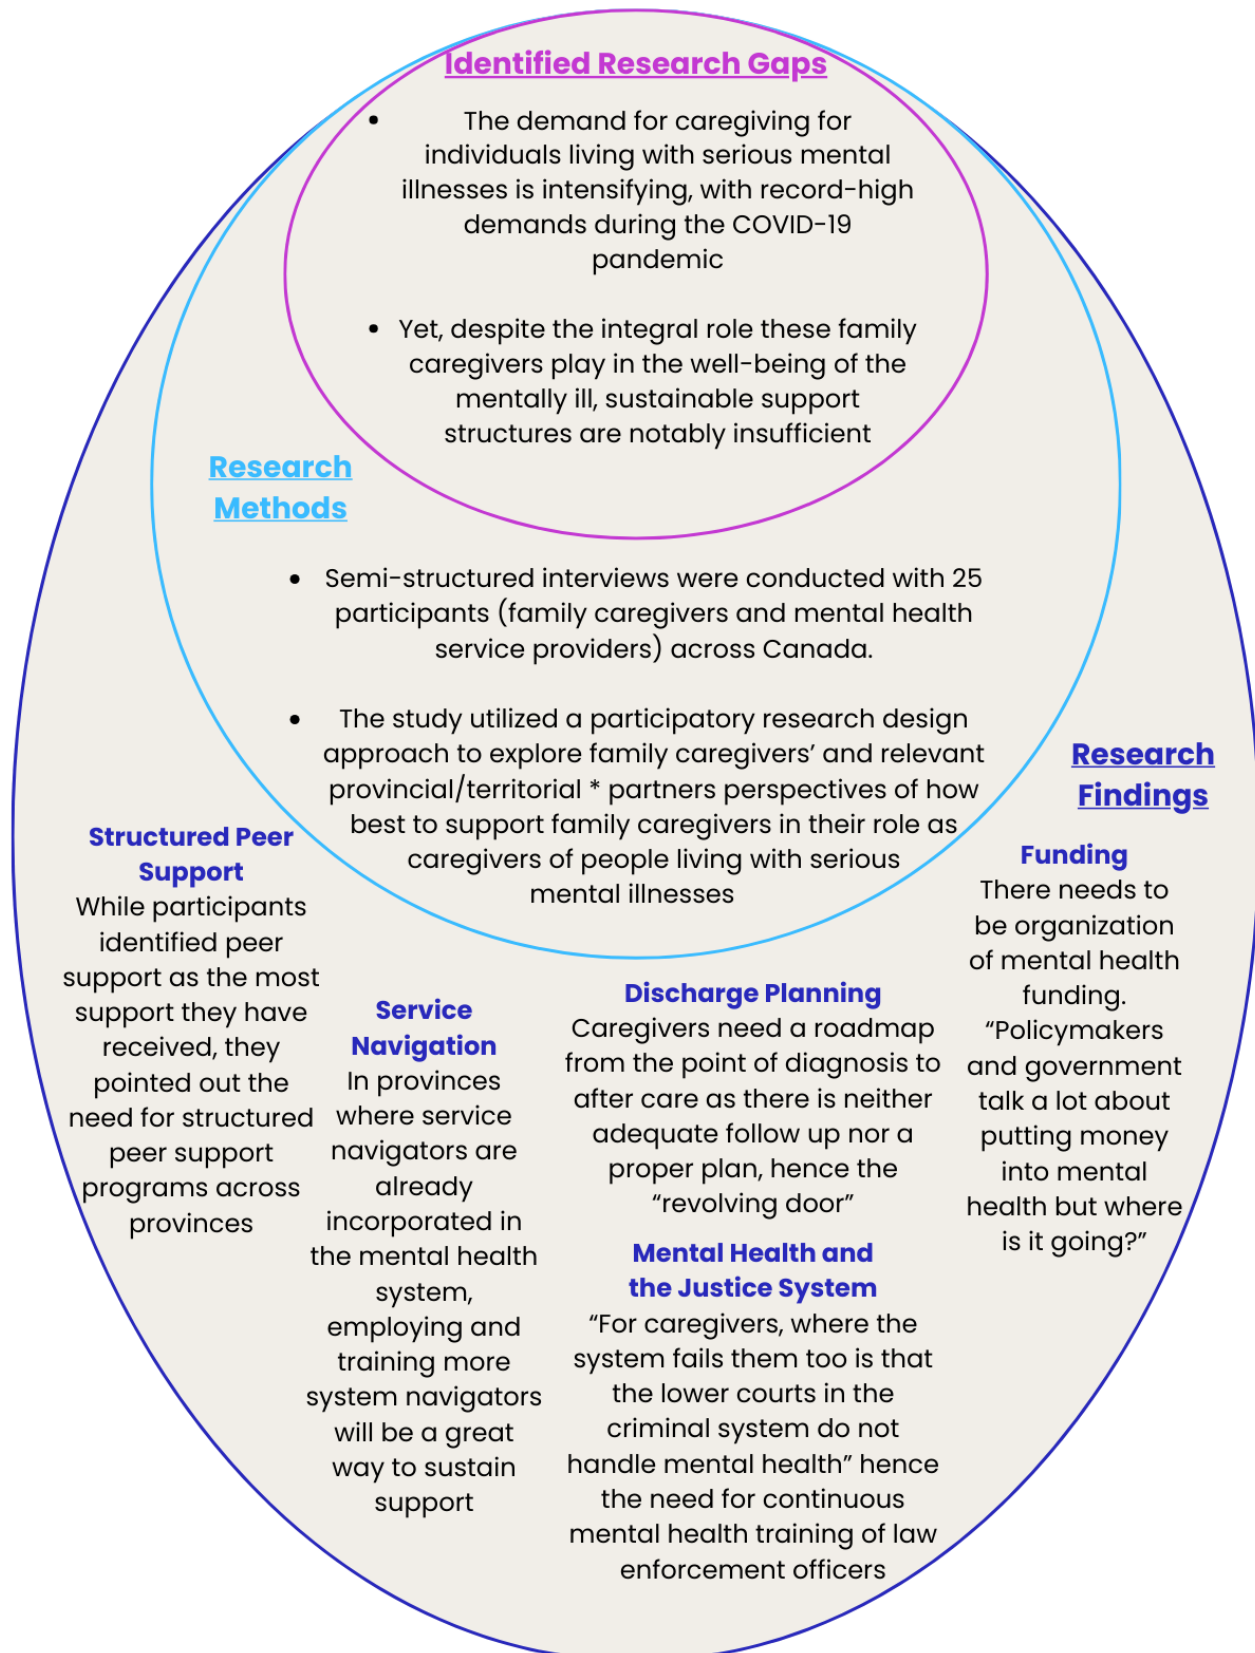 Identified Research Gaps
• The demand for caregiving for
individuals living with serious mental
illnesses is intensifying, with record-high
demands during the COVID-19
pandemic
• Yet, despite the integral role these family
caregivers play in the well-being of the
mentally ill, sustainable support
structures are notably insufficient
Research
Methods
• Semi-structured interviews were conducted with 25
participants (family caregivers and mental health
service providers) across Canada.
• The study utilized a participatory research design
approach to explore family caregivers’ and relevant
provincial/territorial * partners perspectives of how
best to support family caregivers in their role as
caregivers of people living with serious
mental illnesses
Research
Findings
Structured Peer
Support
While participants
identified peer
support as the most
support they have
received, they
pointed out the
need for structured
peer support
programs across
provinces
Service
Navigation
In provinces
where service
navigators are
already
incorporated in
the mental health
system,
employing and
training more
system navigators
will be a great
way to sustain
support
Discharge Planning
Caregivers need a roadmap
from the point of diagnosis to
after care as there is neither
adequate follow up nor a
proper plan, hence the
“revolving door”
Mental Health and
the Justice System
“For caregivers, where the
system fails them too is that
the lower courts in the
criminal system do not
handle mental health” hence
the need for continuous
mental health training of law
enforcement officers
Funding
There needs to
be organization
of mental health
funding.
“Policymakers
and government
talk a lot about
putting money
into mental
health but where
is it going?”